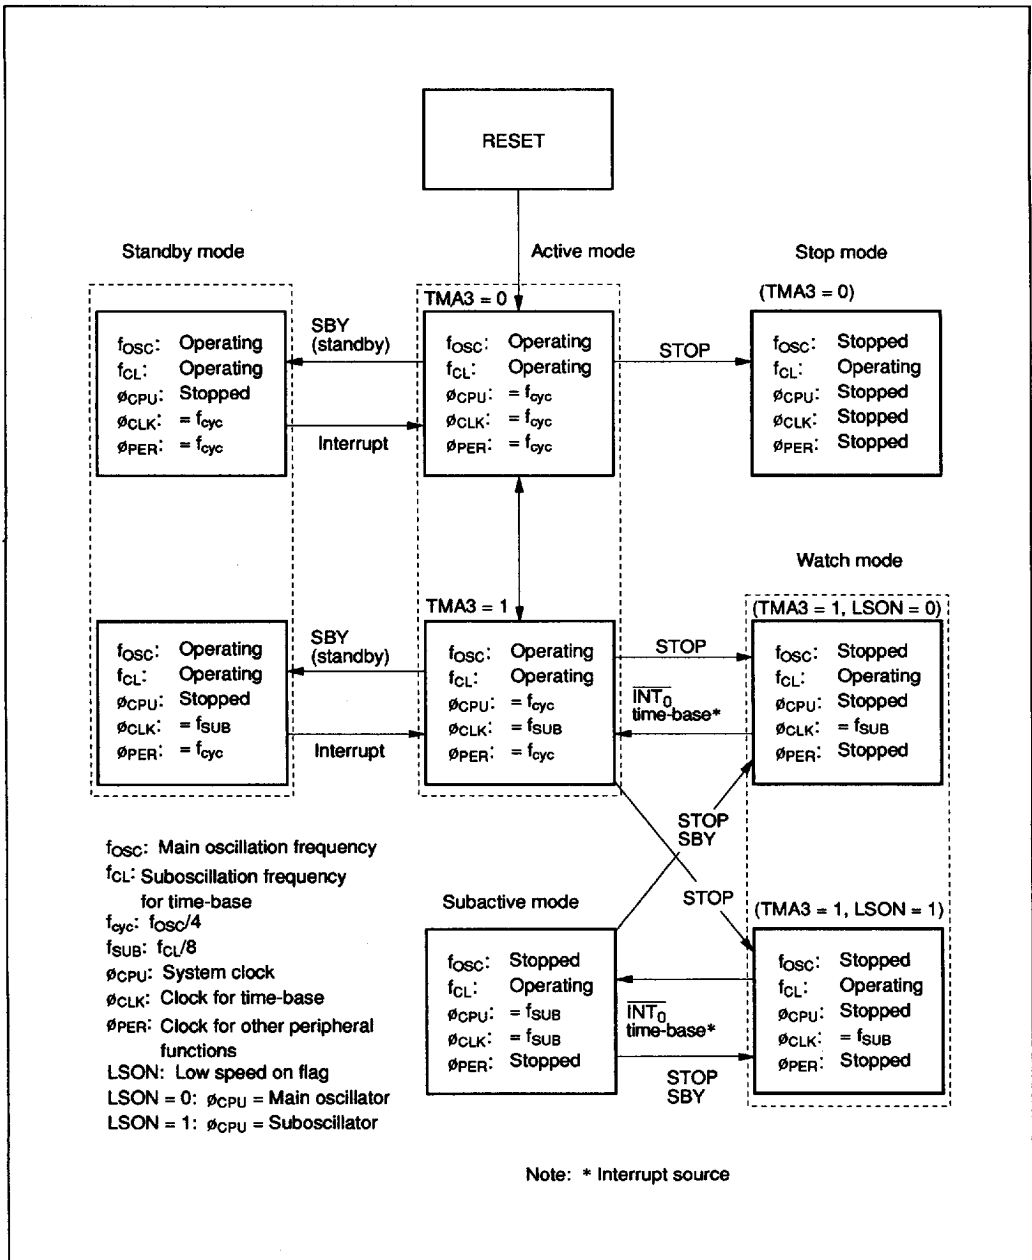 RESET
Standby mode
Active mode
Stop mode
TMA3 = 0
(TMA3 = 0)
fOSC: Operating
fCL: Operating
øCPU: Stopped
øCLK: = fcyc
øPER: = fcyc
SBY
(standby)
Interrupt
fOSC: Operating
fCL: Operating
øCPU: = fcyc
øCLK: = fcyc
øPER: = fcyc
STOP
fOSC: Stopped
fCL: Operating
øCPU: Stopped
øCLK: Stopped
øPER: Stopped
Watch mode
TMA3 = 1
(TMA3 = 1, LSON = 0)
fOSC: Operating
fCL: Operating
øCPU: Stopped
øCLK: = fSUB
øPER: = fcyc
SBY
(standby)
Interrupt
fOSC: Operating
fCL: Operating
øCPU: = fcyc
øCLK: = fSUB
øPER: = fcyc
STOP
INT0
time-base*
fOSC: Stopped
fCL: Operating
øCPU: Stopped
øCLK: = fSUB
øPER: Stopped
STOP
SBY
STOP
fOSC: Main oscillation frequency
fCL: Suboscillation frequency
for time-base
fcyc: fOSC/4
fSUB: fCL/8
øCPU: System clock
øCLK: Clock for time-base
øPER: Clock for other peripheral
functions
LSON: Low speed on flag
LSON = 0: øCPU = Main oscillator
LSON = 1: øCPU = Suboscillator
Subactive mode
(TMA3 = 1, LSON = 1)
fOSC: Stopped
fCL: Operating
øCPU: = fSUB
øCLK: = fSUB
øPER: Stopped
INT0
time-base*
STOP
SBY
fOSC: Stopped
fCL: Operating
øCPU: Stopped
øCLK: = fSUB
øPER: Stopped
Note: * Interrupt source